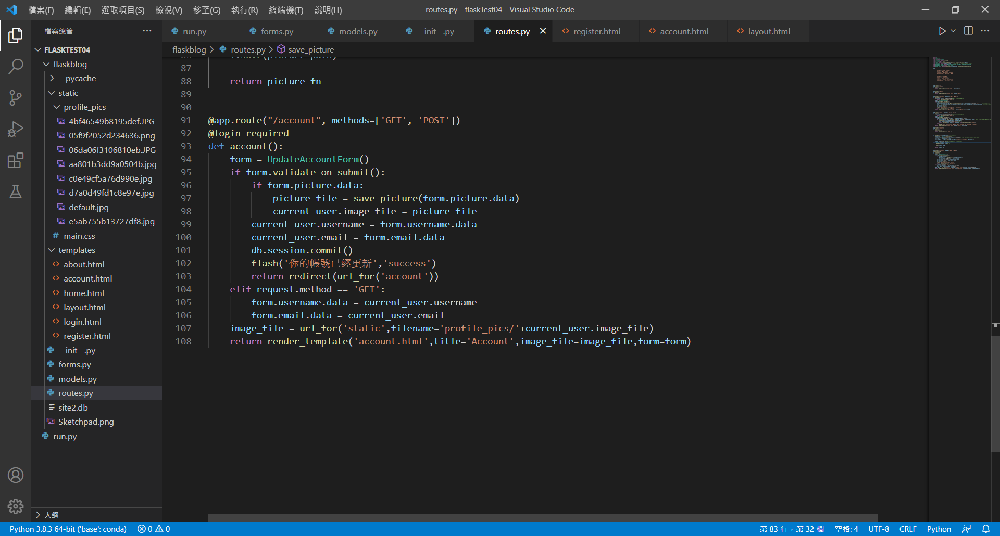 檔案(F) 編輯(E) 選取項目(S) 檢視(V) 移至(G) 執行(R) 終端機(T) 說明(H)
routes.py - flaskTest04 - Visual Studio Code
檔案總管
run.py forms.py models.py __init__.py routes.py register.html account.html layout.html
flaskblog > routes.py > save_picture
FLASKTEST04
flaskblog
__pycache__
static
profile_pics
4bf46549b8195def.JPG
05f9f2052d234636.png
06da06f3106810eb.JPG
aa801b3dd9a0504b.jpg
c0e49cf5a76d990e.jpg
d7a0d49fd1c8e97e.jpg
default.jpg
e5ab755b13727df8.jpg
main.css
templates
about.html
account.html
home.html
layout.html
login.html
register.html
__init__.py
forms.py
models.py
routes.py
site2.db
Sketchpad.png
run.py
大綱
87
88 return picture_fn
89
90
91 @app.route("/account", methods=['GET', 'POST'])
92 @login_required
93 def account():
94 form = UpdateAccountForm()
95 if form.validate_on_submit():
96 if form.picture.data:
97 picture_file = save_picture(form.picture.data)
98 current_user.image_file = picture_file
99 current_user.username = form.username.data
100 current_user.email = form.email.data
101 db.session.commit()
102 flash('你的帳號已經更新','success')
103 return redirect(url_for('account'))
104 elif request.method == 'GET':
105 form.username.data = current_user.username
106 form.email.data = current_user.email
107 image_file = url_for('static',filename='profile_pics/'+current_user.image_file)
108 return render_template('account.html',title='Account',image_file=image_file,form=form)
Python 3.8.3 64-bit ('base': conda) 0 0 第 83 行，第 32 欄 空格: 4 UTF-8 CRLF Python